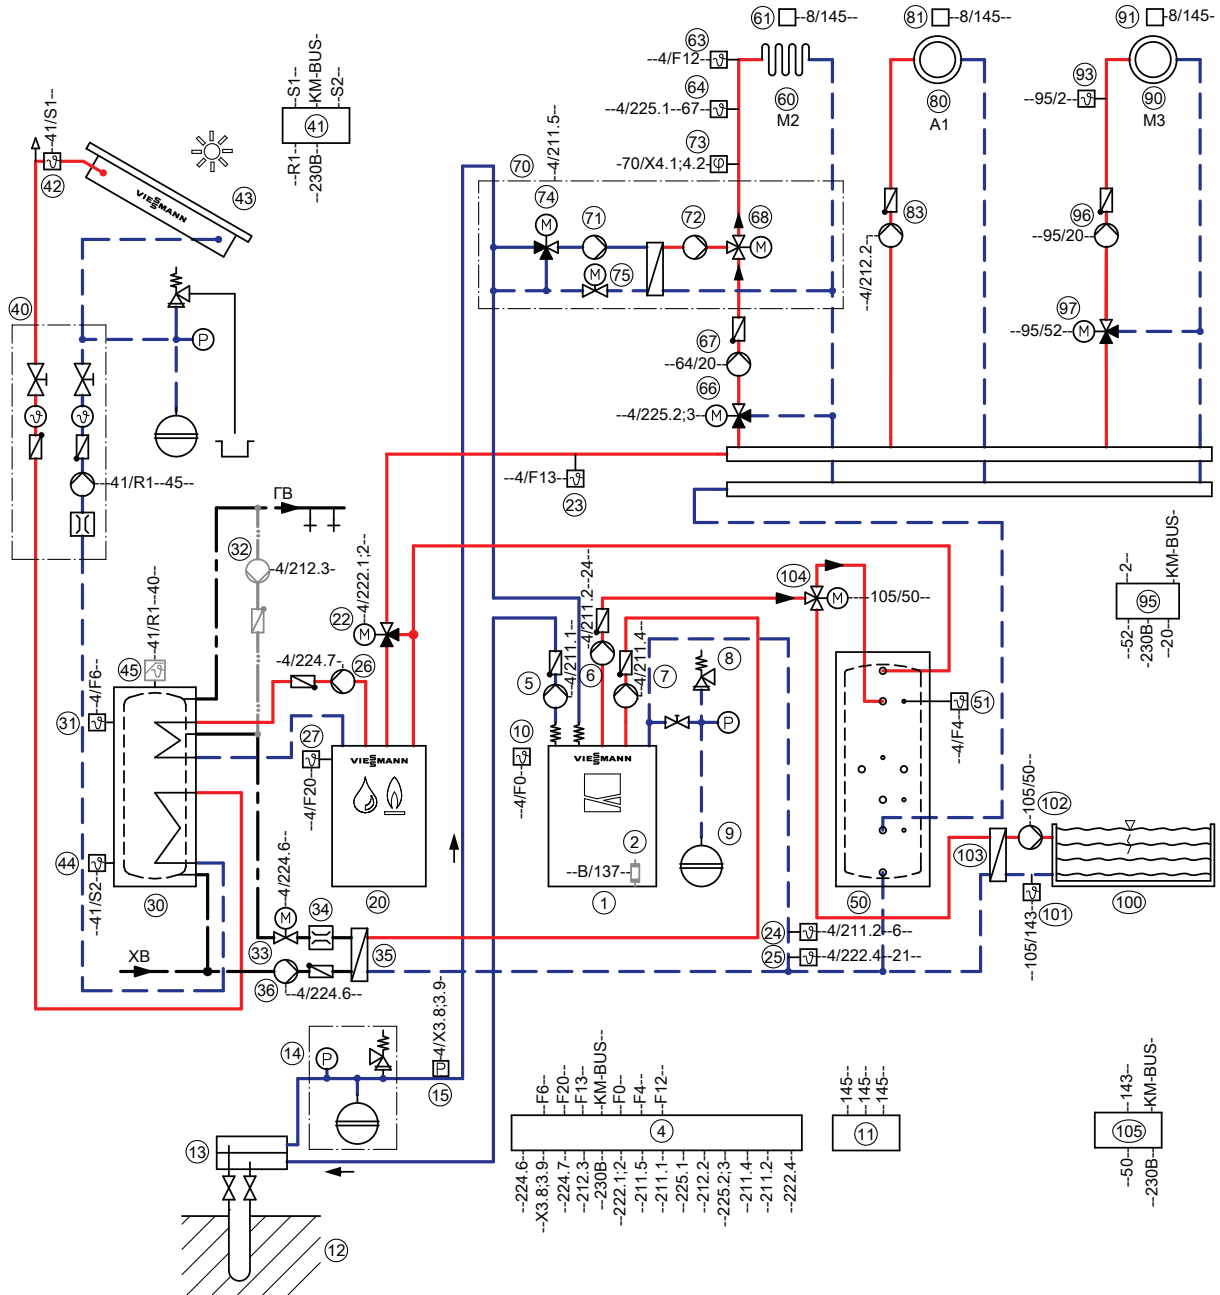 61 --8/145--
81 --8/145--
91 --8/145--
63
--4/F12--
64
--4/225.1--67--
60
M2
80
A1
93
--95/2--
90
M3
73
-70/X4.1;4.2--
41/S1--
--S1--
KM-BUS-
--S2--
41
--R1--
--230В--
42
VIESMANN
43
--4/211.5--
70
74
M
71
72
68
M
M
75
83
--4/212.2--
96
--95/20--
97
--95/52-- M
67
--64/20--
66
--4/225.2;3-- M
40
P
--41/R1--45--
--4/F13--
23
ГВ
32
-4/212.3-
--4/222.1;2--
22
M
104
M
---105/50--
--2--
KM-BUS-
95
--52--
--230В--
-20--
--41/R1--40--
45
--4/F6--
31
--4/224.7--
26
27
--4/F20--
VIESMANN
20
5
--4/211.1--
--4/211.2--24--
6
--4/211.4--
7
8
P
10
--4/F0--
VIESMANN
2
--B/137--
1
9
51
--4/F4--
50
--105/50--
102
103
101
100
--105/143--
44
--41/S2--
30
--4/224.6--
M
33
34
35
ХВ
36
--4/224.6--
24
--4/211.2--6--
25
--4/222.4--21--
14
P
--4/X3.8;3.9--
P
15
13
12
--F6--
--F20--
--F13--
--KM-BUS-
--F0--
--F4--
--F12--
4
--224.6-
--X3.8;3.9
--224.7-
--212.3-
--230В--
--222.1;2-
--211.5-
--211.1-
--225.1-
--212.2-
--225.2;3-
--211.4-
--211.2-
--222.4-
--145--
--145--
--145--
11
--143--
KM-BUS-
105
--50--
--230В--